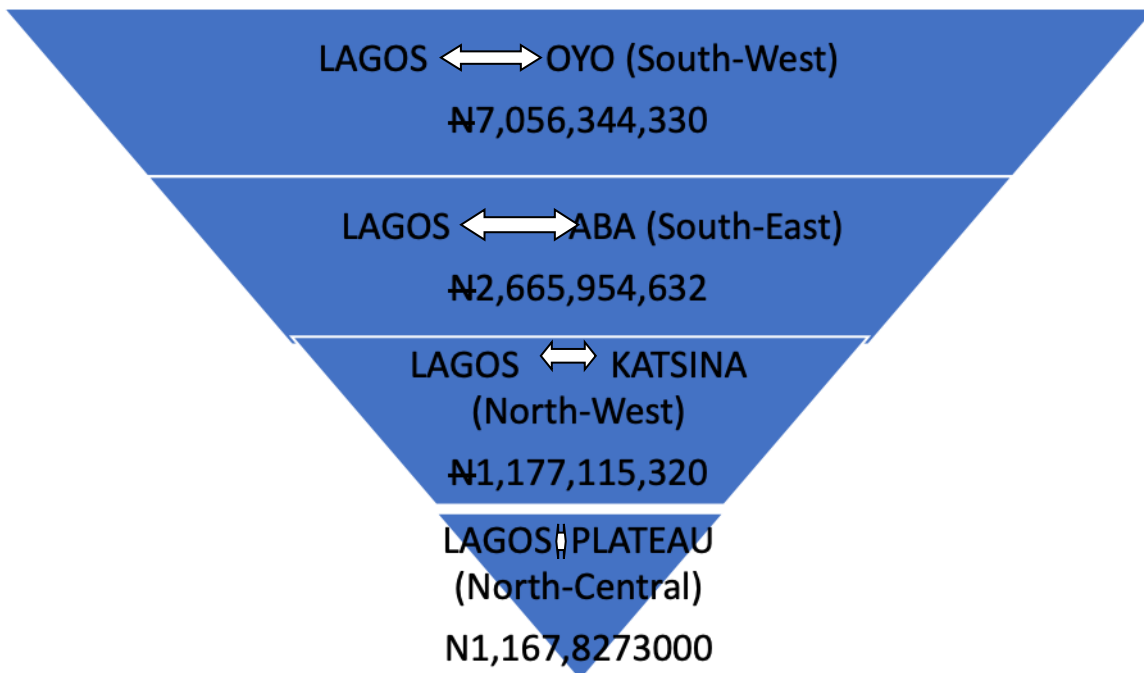 LAGOS OYO (South-West)
₦7,056,344,330
LAGOS ABA (South-East)
₦2,665,954,632
LAGOS KATSINA
(North-West)
₦1,177,115,320
LAGOS PLATEAU
(North-Central)
N1,167,8273000